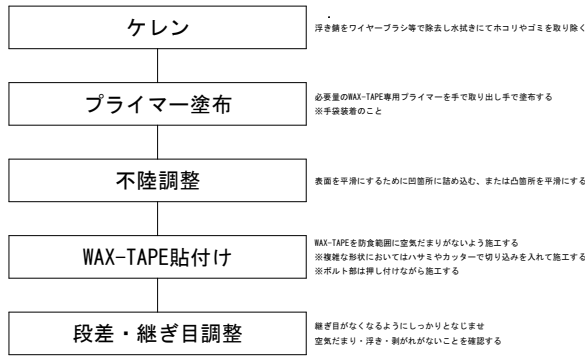 ケレン
浮き錆をワイヤーブラシ等で除去し水拭きにてホコリやゴミを取り除く
プライマー塗布
必要量のWAX-TAPE専用プライマーを手で取り出し手で塗布する
※手袋装着のこと
不陸調整
表面を平滑にするために凹箇所に詰め込む、または凸箇所を平滑にする
WAX-TAPE貼付け
WAX-TAPEを防食範囲に空気だまりがないよう施工する
※複雑な形状においてはハサミやカッターで切り込みを入れて施工する
※ボルト部は押し付けながら施工する
段差・継ぎ目調整
継ぎ目がなくなるようにしっかりとなじませ
空気だまり・浮き・剥がれがないことを確認する